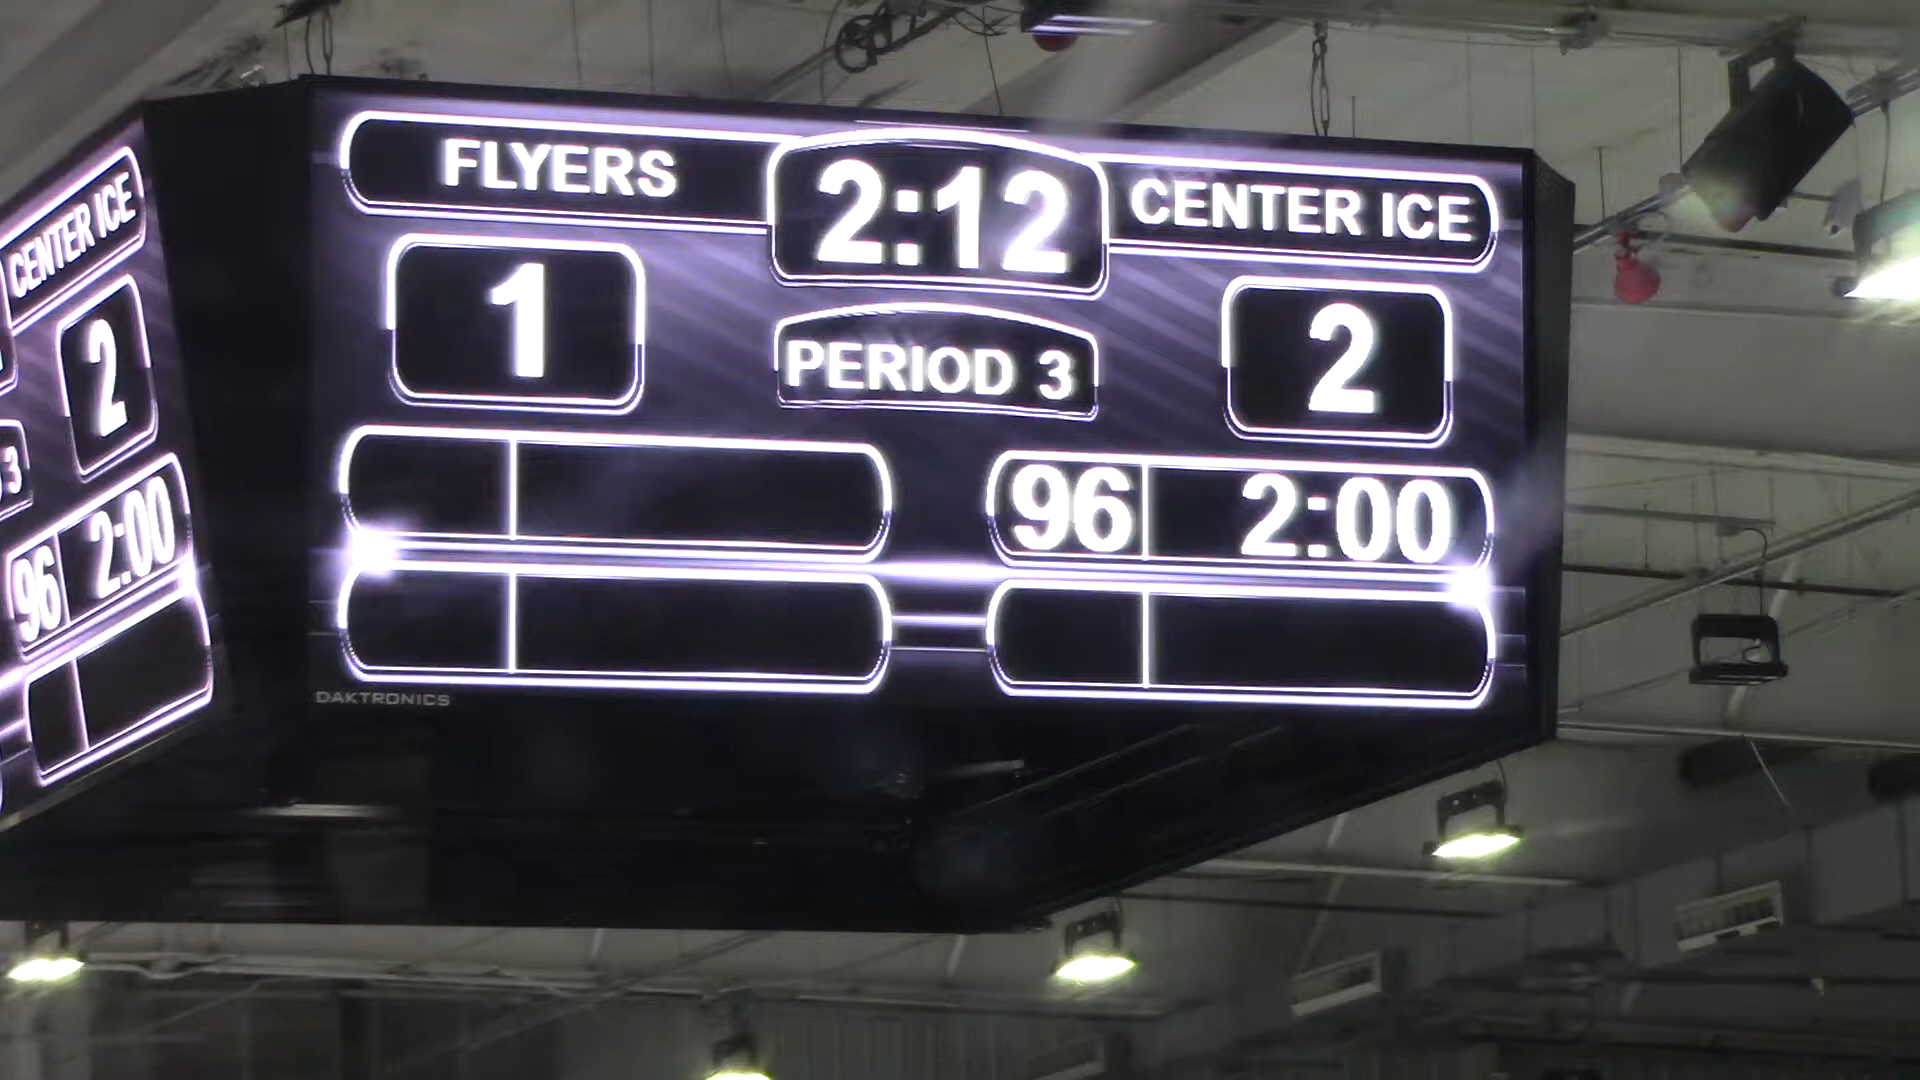 FLYERS 2:12 CENTER ICE
1 PERIOD 3 2
96 2:00
DAKTRONICS
CENTER ICE
2
3
96 2:00